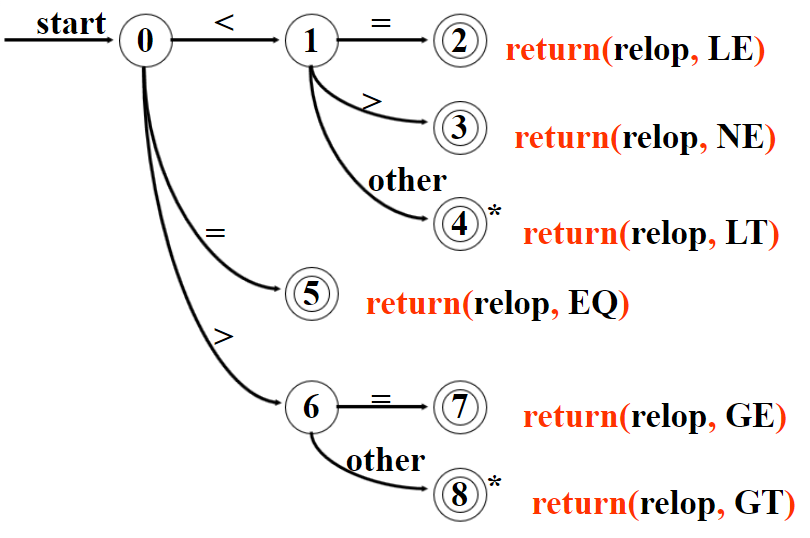 start 0 < 1 = 2 return(relop, LE)
> 3 return(relop, NE)
other 4 * return(relop, LT)
= 5 return(relop, EQ)
> 6 = 7 return(relop, GE)
other 8 * return(relop, GT)